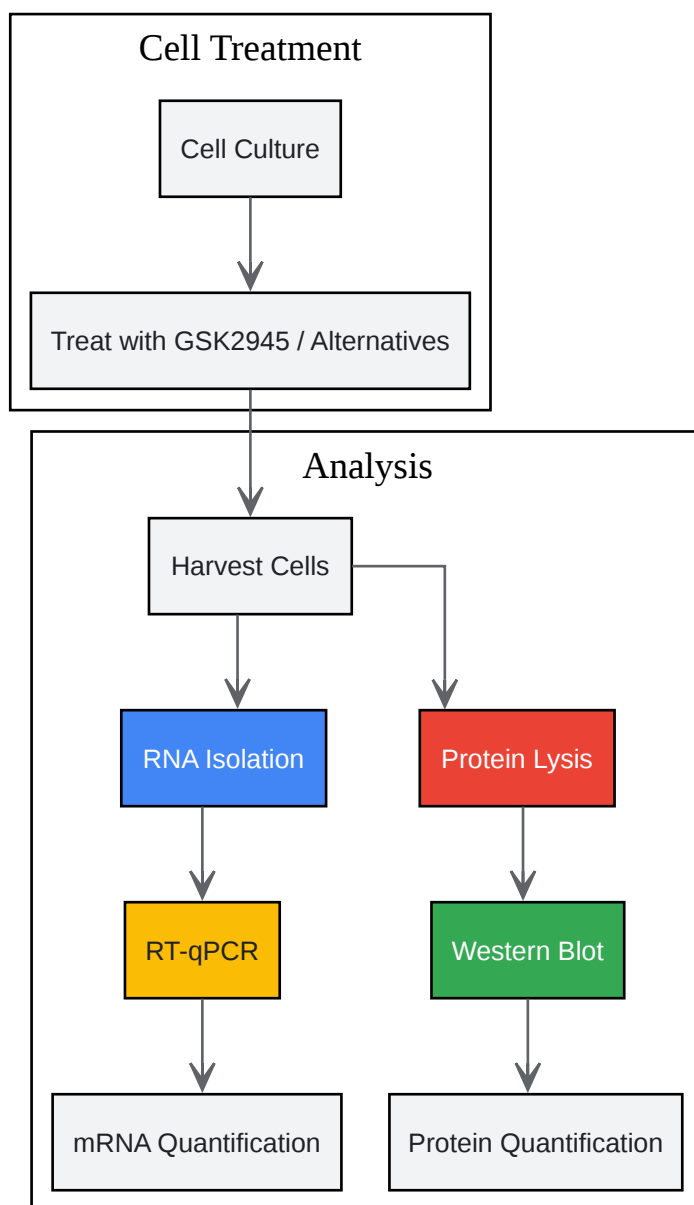 Cell Treatment
Cell Culture
Treat with GSK2945 / Alternatives
Analysis
Harvest Cells
RNA Isolation
Protein Lysis
RT-qPCR
Western Blot
mRNA Quantification
Protein Quantification